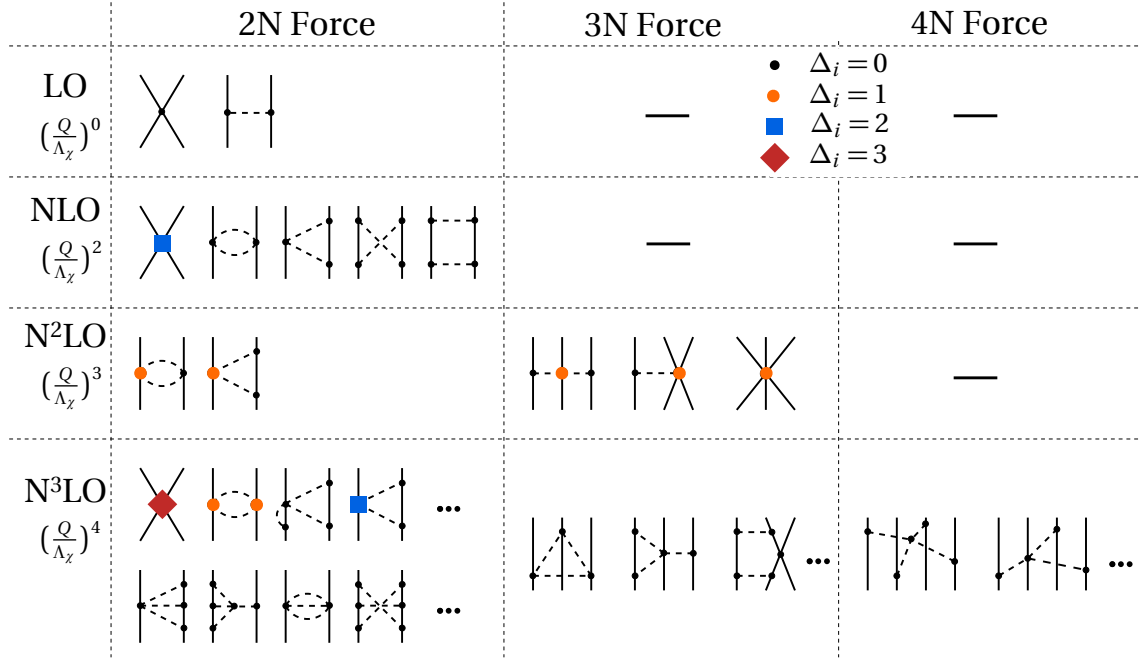 2N Force 3N Force 4N Force
LO
(Q/Λχ)⁰
Δᵢ = 0
Δᵢ = 1
Δᵢ = 2
Δᵢ = 3
— —
NLO
(Q/Λχ)²
— —
N²LO
(Q/Λχ)³
—
N³LO
(Q/Λχ)⁴
...
...
...
...